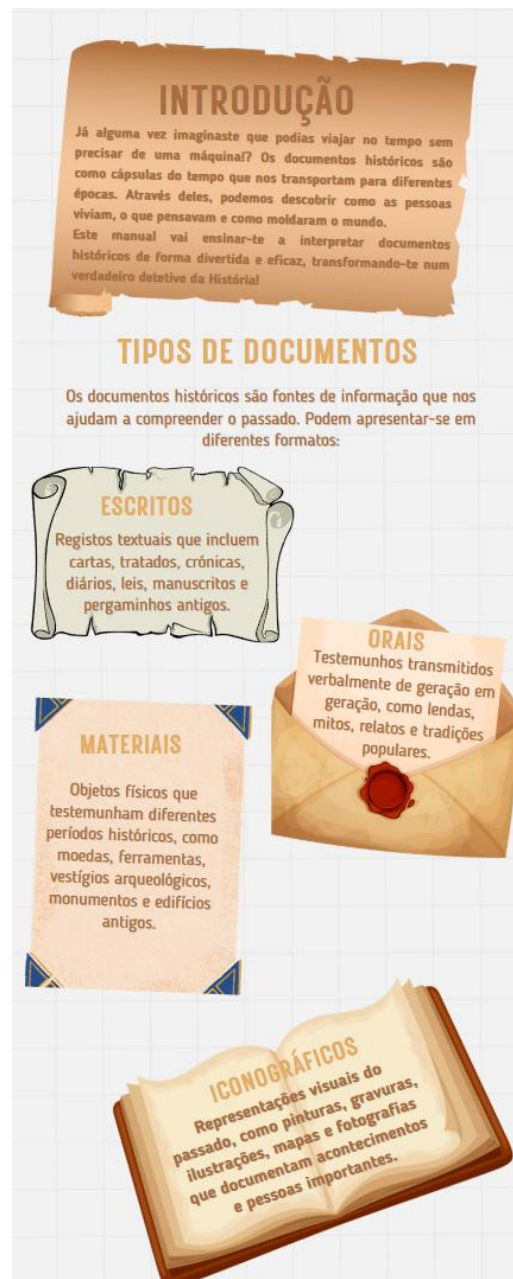 INTRODUÇÃO
Já alguma vez imaginaste que podias viajar no tempo sem
precisar de uma máquina!? Os documentos históricos são
como cápsulas do tempo que nos transportam para diferentes
épocas. Através deles, podemos descobrir como as pessoas
viviam, o que pensavam e como moldaram o mundo.
Este manual vai ensinar-te a interpretar documentos
históricos de forma divertida e eficaz, transformando-te num
verdadeiro detetive da História!
TIPOS DE DOCUMENTOS
Os documentos históricos são fontes de informação que nos
ajudam a compreender o passado. Podem apresentar-se em
diferentes formatos:
ESCRITOS
Registos textuais que incluem
cartas, tratados, crónicas,
diários, leis, manuscritos e
pergaminhos antigos.
ORAIS
Testemunhos transmitidos
verbalmente de geração em
geração, como lendas,
mitos, relatos e tradições
populares.
MATERIAIS
Objetos físicos que
testemunham diferentes
períodos históricos, como
moedas, ferramentas,
vestígios arqueológicos,
monumentos e edifícios
antigos.
ICONOGRÁFICOS
Representações visuais do
passado, como pinturas, gravuras,
ilustrações, mapas e fotografias
que documentam acontecimentos
e pessoas importantes.